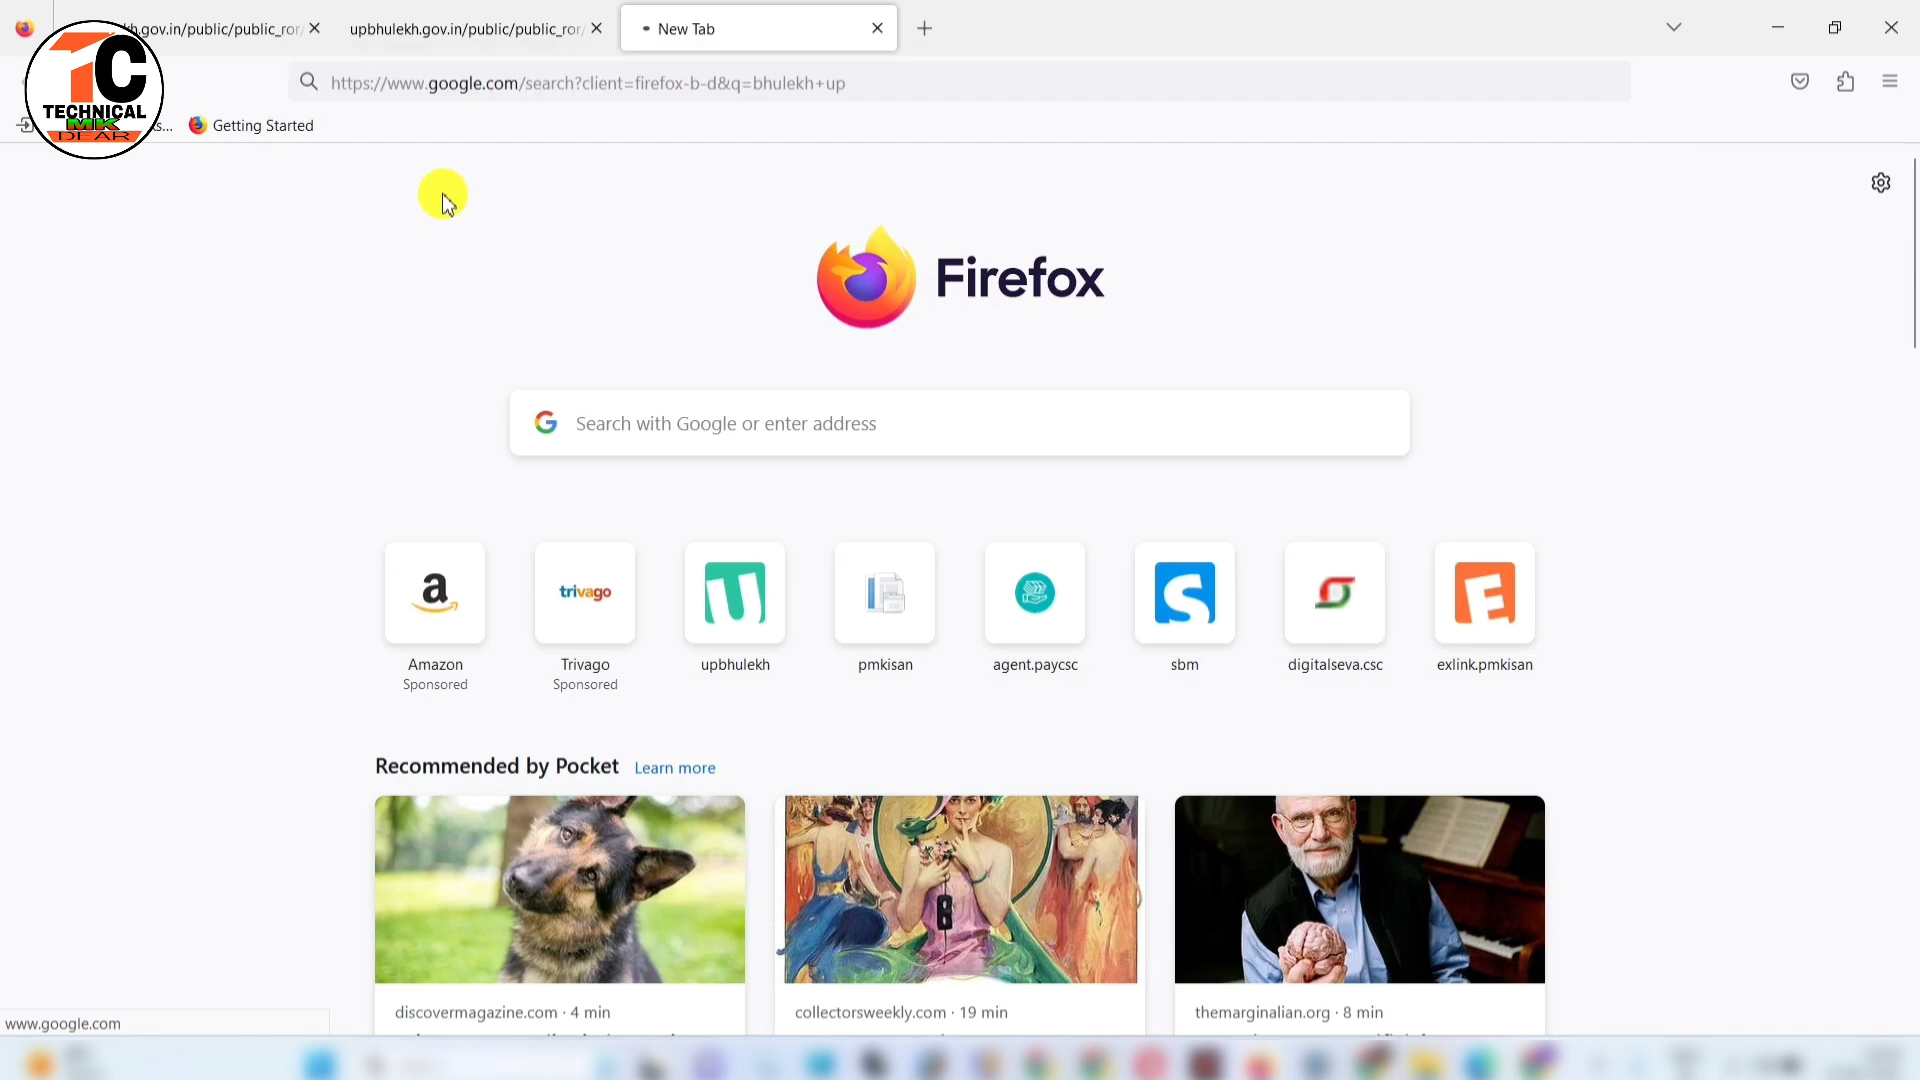 kh.gov.in/public/public_ror/
upbhulekh.gov.in/public/public_ror/
New Tab
https://www.google.com/search?client=firefox-b-d&q=bhulekh+up
TC
TECHNICAL
MK
DEAR
s...
Getting Started
Firefox
Search with Google or enter address
Amazon
Sponsored
trivago
Trivago
Sponsored
upbhulekh
pmkisan
agent.paycsc
sbm
digitalseva.csc
exlink.pmkisan
Recommended by Pocket Learn more
discovermagazine.com · 4 min
collectorsweekly.com · 19 min
themarginalian.org · 8 min
www.google.com